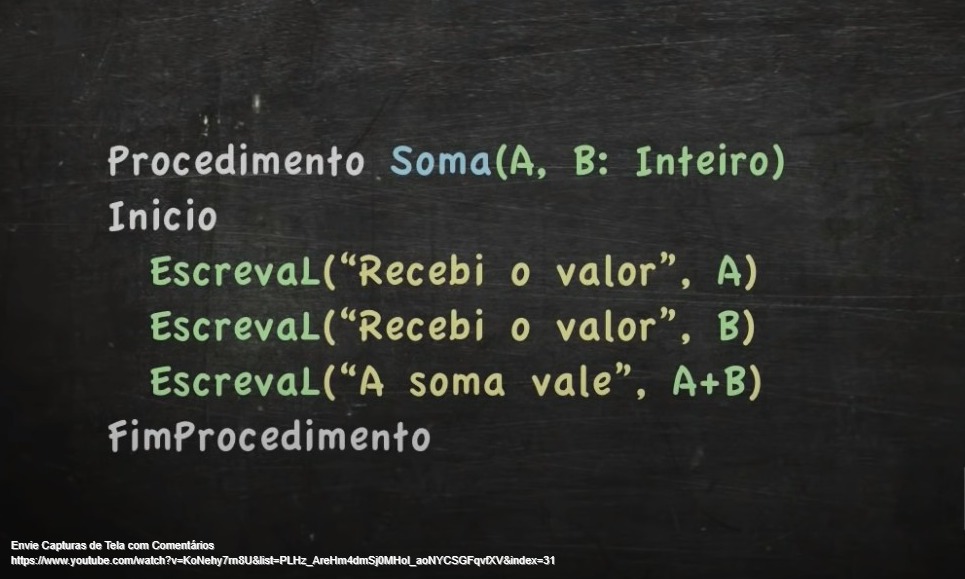 Procedimento Soma(A, B: Inteiro)
Inicio
EscrevaL(“Recebi o valor”, A)
EscrevaL(“Recebi o valor”, B)
EscrevaL(“A soma vale”, A+B)
FimProcedimento
Envie Capturas de Tela com Comentários
https://www.youtube.com/watch?v=KoNehy7rn8U&list=PLHz_AreHm4dmSj0MHol_aoNYCSGFqvfXV&index=31